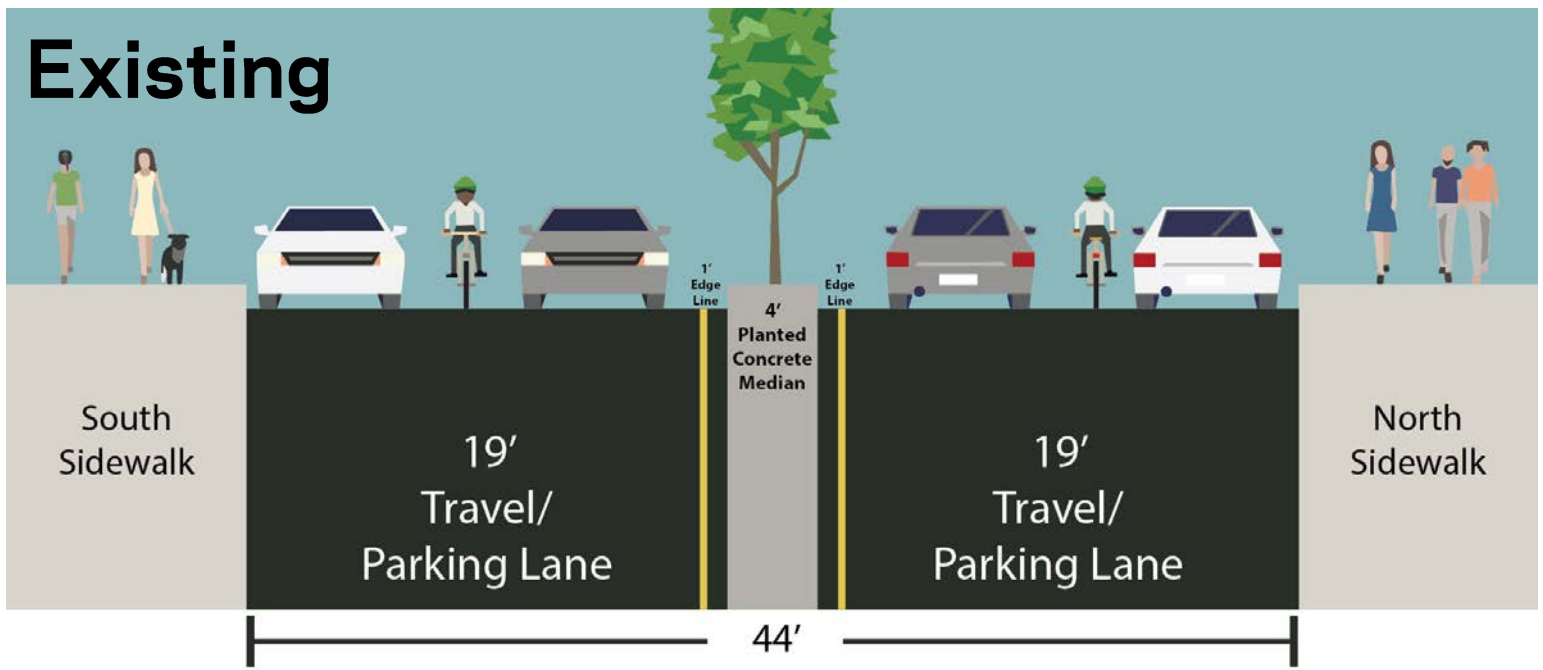 Existing
1'
Edge
Line
1'
Edge
Line
4'
Planted
Concrete
Median
South
Sidewalk
19'
Travel/
Parking Lane
19'
Travel/
Parking Lane
North
Sidewalk
44'